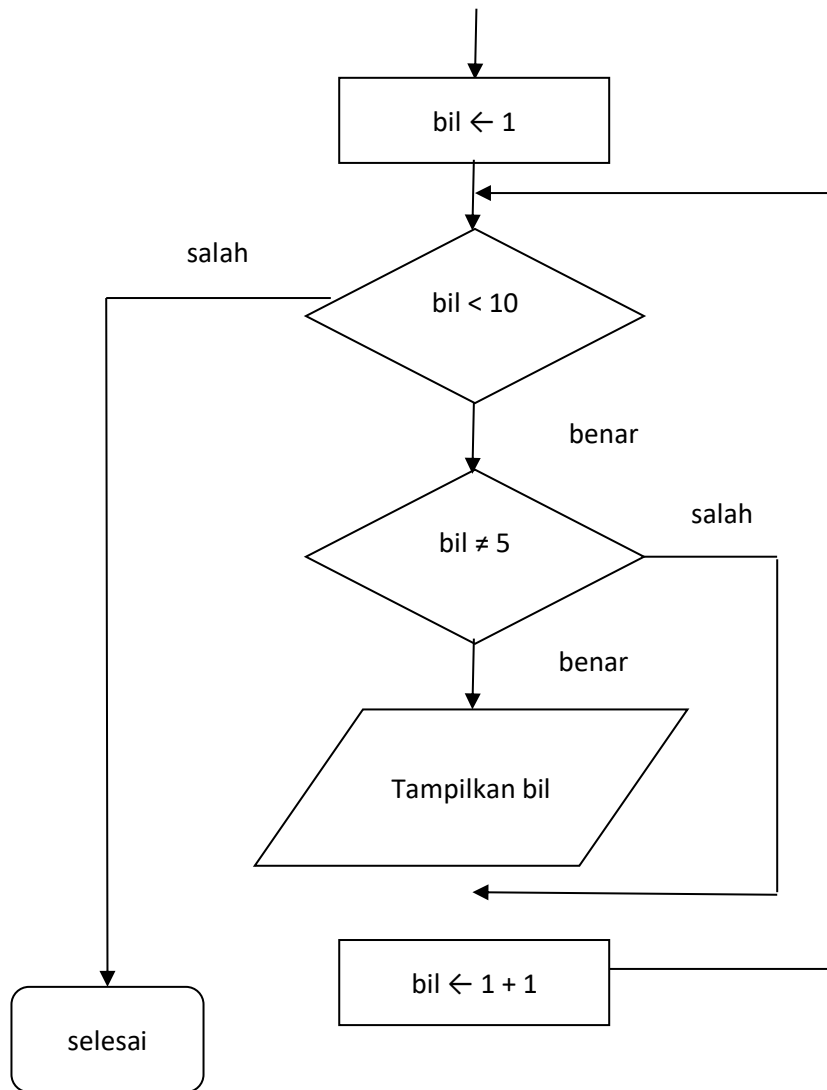 bil ← 1
salah
bil < 10
benar
bil ≠ 5
salah
benar
Tampilkan bil
bil ← 1 + 1
selesai